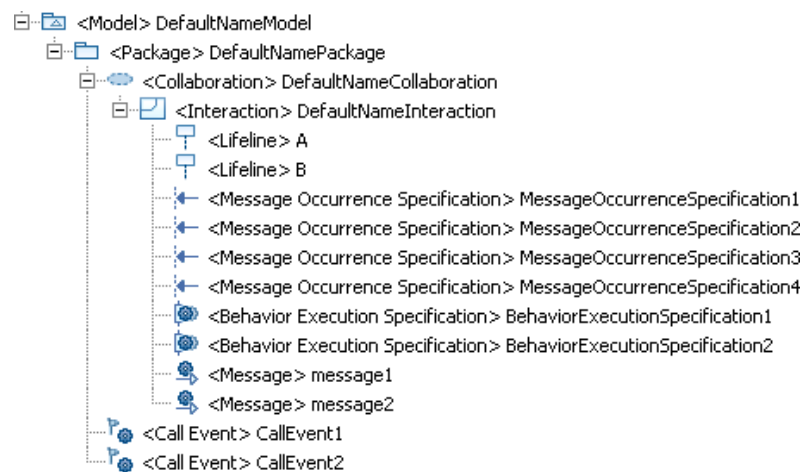 <Model> DefaultNameModel
<Package> DefaultNamePackage
<Collaboration> DefaultNameCollaboration
<Interaction> DefaultNameInteraction
<Lifeline> A
<Lifeline> B
<Message Occurrence Specification> MessageOccurrenceSpecification1
<Message Occurrence Specification> MessageOccurrenceSpecification2
<Message Occurrence Specification> MessageOccurrenceSpecification3
<Message Occurrence Specification> MessageOccurrenceSpecification4
<Behavior Execution Specification> BehaviorExecutionSpecification1
<Behavior Execution Specification> BehaviorExecutionSpecification2
<Message> message1
<Message> message2
<Call Event> CallEvent1
<Call Event> CallEvent2